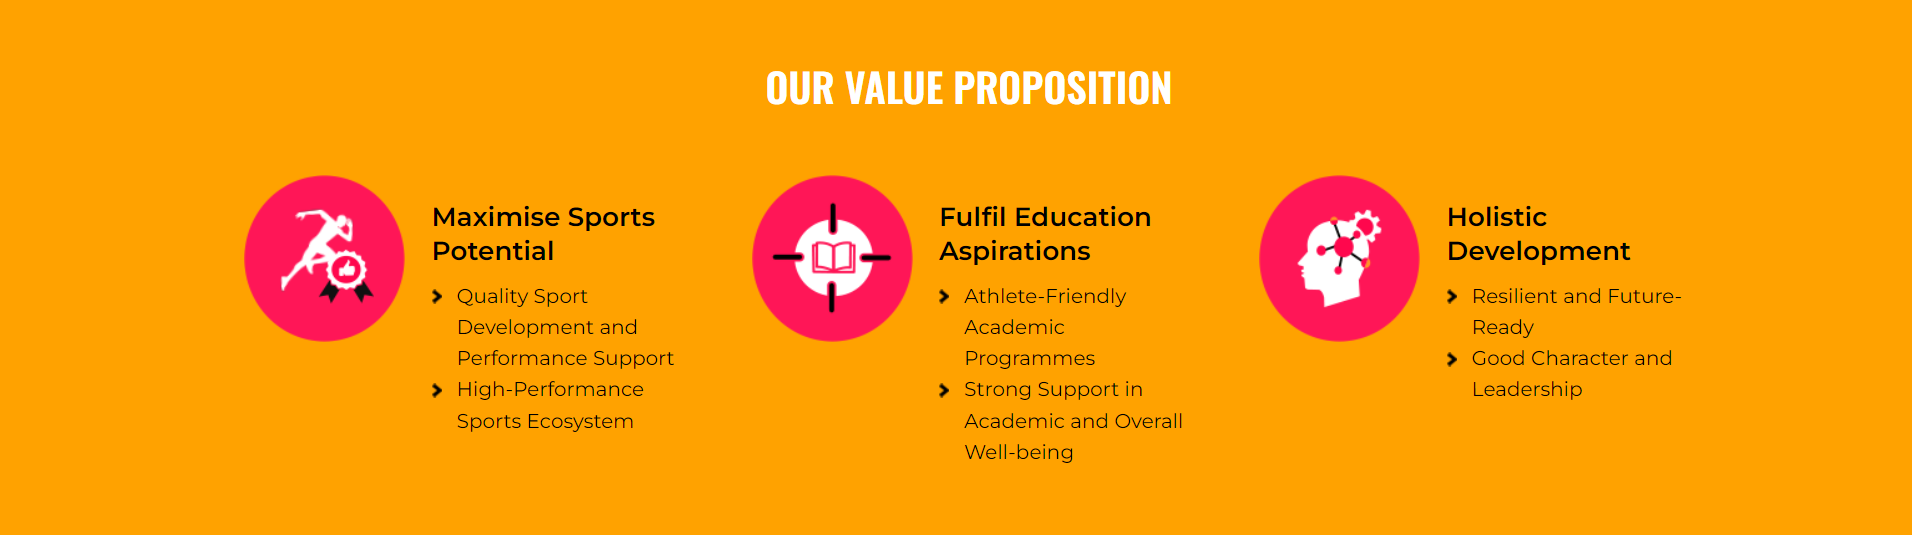 OUR VALUE PROPOSITION
Maximise Sports
Potential
Quality Sport
Development and
Performance Support
High-Performance
Sports Ecosystem
Fulfil Education
Aspirations
Athlete-Friendly
Academic
Programmes
Strong Support in
Academic and Overall
Well-being
Holistic
Development
Resilient and Future-
Ready
Good Character and
Leadership